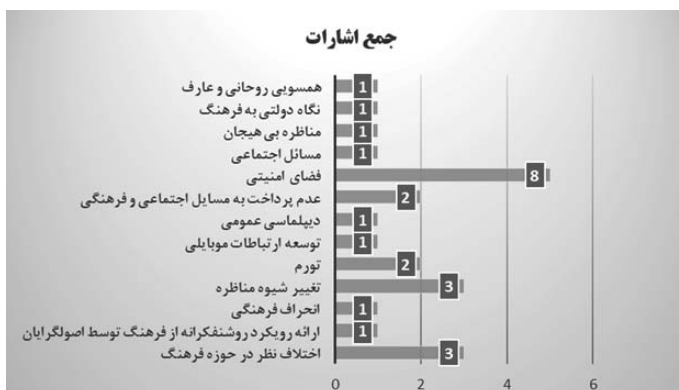 جمع اشارات
همسویی روحانی و عارف 1
نگاه دولتی به فرهنگ 1
مناظره بی هیجان 1
مسائل اجتماعی 1
فضای امنیتی 8
عدم پرداخت به مسایل اجتماعی و فرهنگی 2
دیپلماسی عمومی 1
توسعه ارتباطات موبایلی 1
تورم 2
تغییر شیوه مناظره 3
انحراف فرهنگی 1
ارائه رویکرد روشنفکرانه از فرهنگ توسط اصولگرایان 1
اختلاف نظر در حوزه فرهنگ 3
0 2 4 6